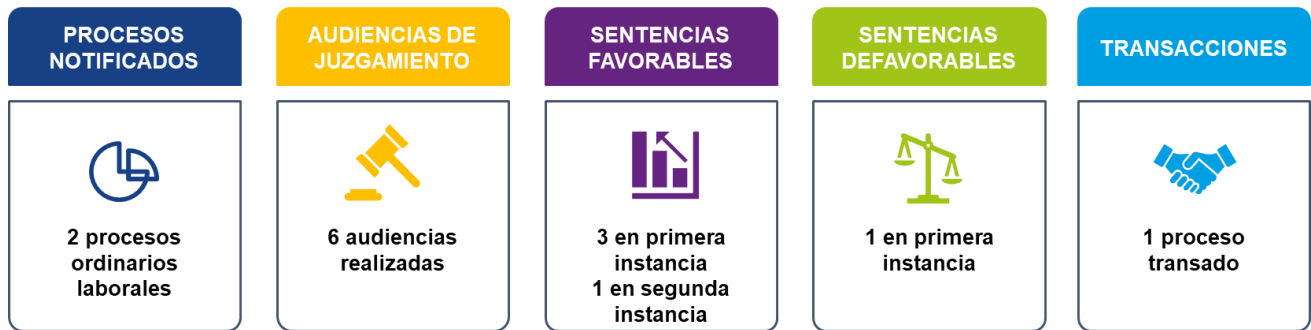 PROCESOS
NOTIFICADOS
AUDIENCIAS DE
JUZGAMIENTO
SENTENCIAS
FAVORABLES
SENTENCIAS
DEFAVORABLES
TRANSACCIONES
2 procesos
ordinarios
laborales
6 audiencias
realizadas
3 en primera
instancia
1 en segunda
instancia
1 en primera
instancia
1 proceso
transado